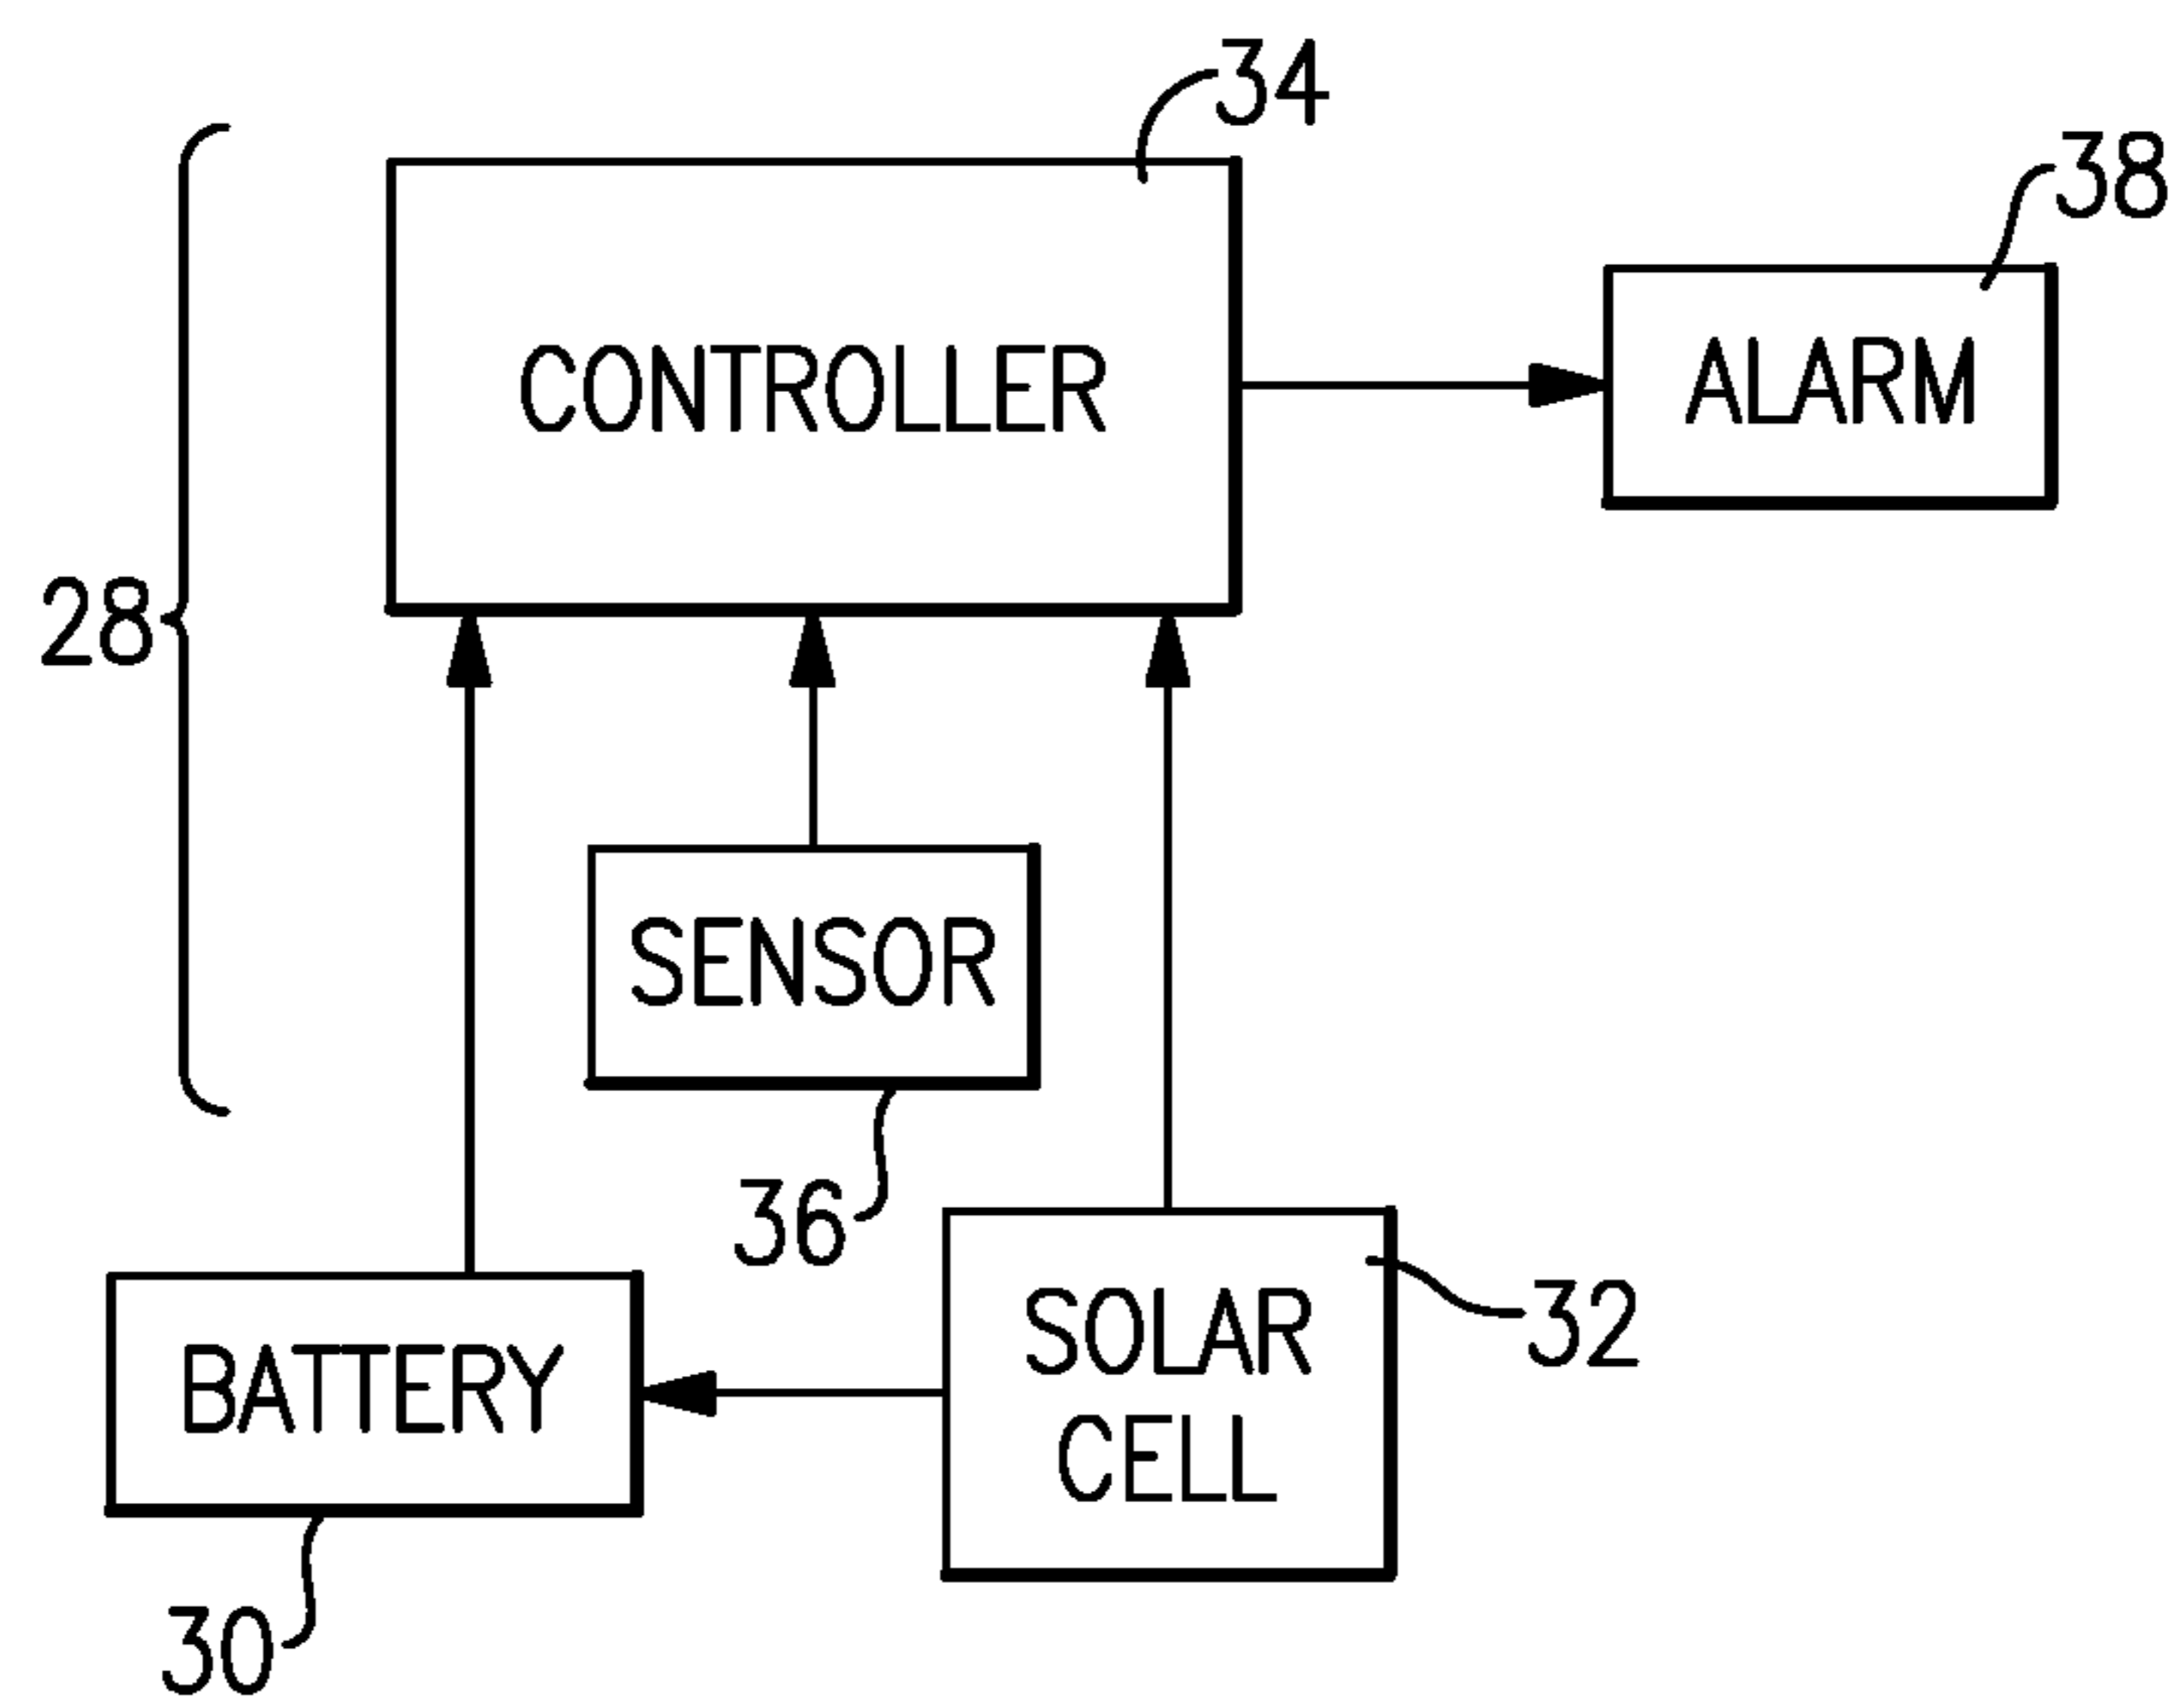 34
38
CONTROLLER
ALARM
28
SENSOR
36
SOLAR
CELL
32
BATTERY
30